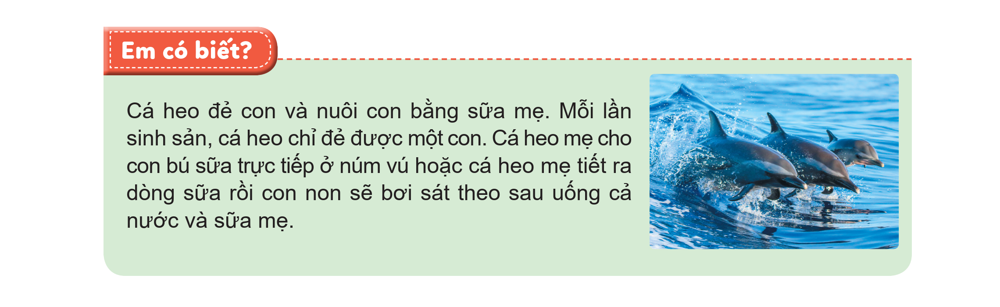 Em có biết?
Cá heo đẻ con và nuôi con bằng sữa mẹ. Mỗi lần
sinh sản, cá heo chỉ đẻ được một con. Cá heo mẹ cho
con bú sữa trực tiếp ở núm vú hoặc cá heo mẹ tiết ra
dòng sữa rồi con non sẽ bơi sát theo sau uống cả
nước và sữa mẹ.